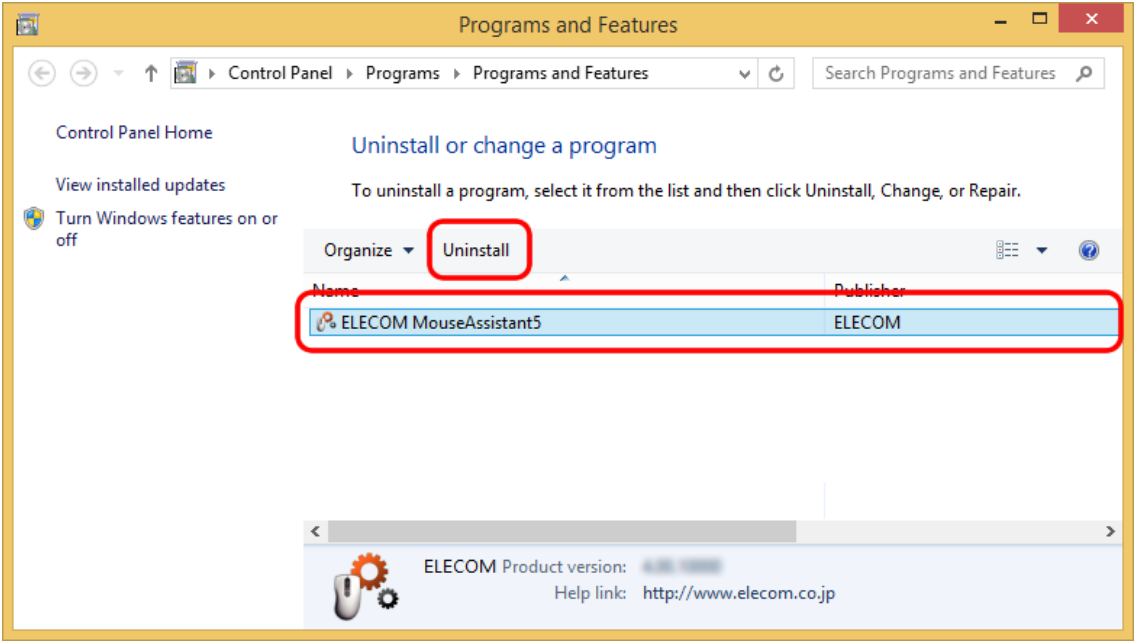 Programs and Features
Control Panel Programs Programs and Features
Search Programs and Features
Control Panel Home
View installed updates
Turn Windows features on or
off
Uninstall or change a program
To uninstall a program, select it from the list and then click Uninstall, Change, or Repair.
Organize Uninstall
Name Publisher
ELECOM MouseAssistant5 ELECOM
ELECOM Product version:
Help link: http://www.elecom.co.jp